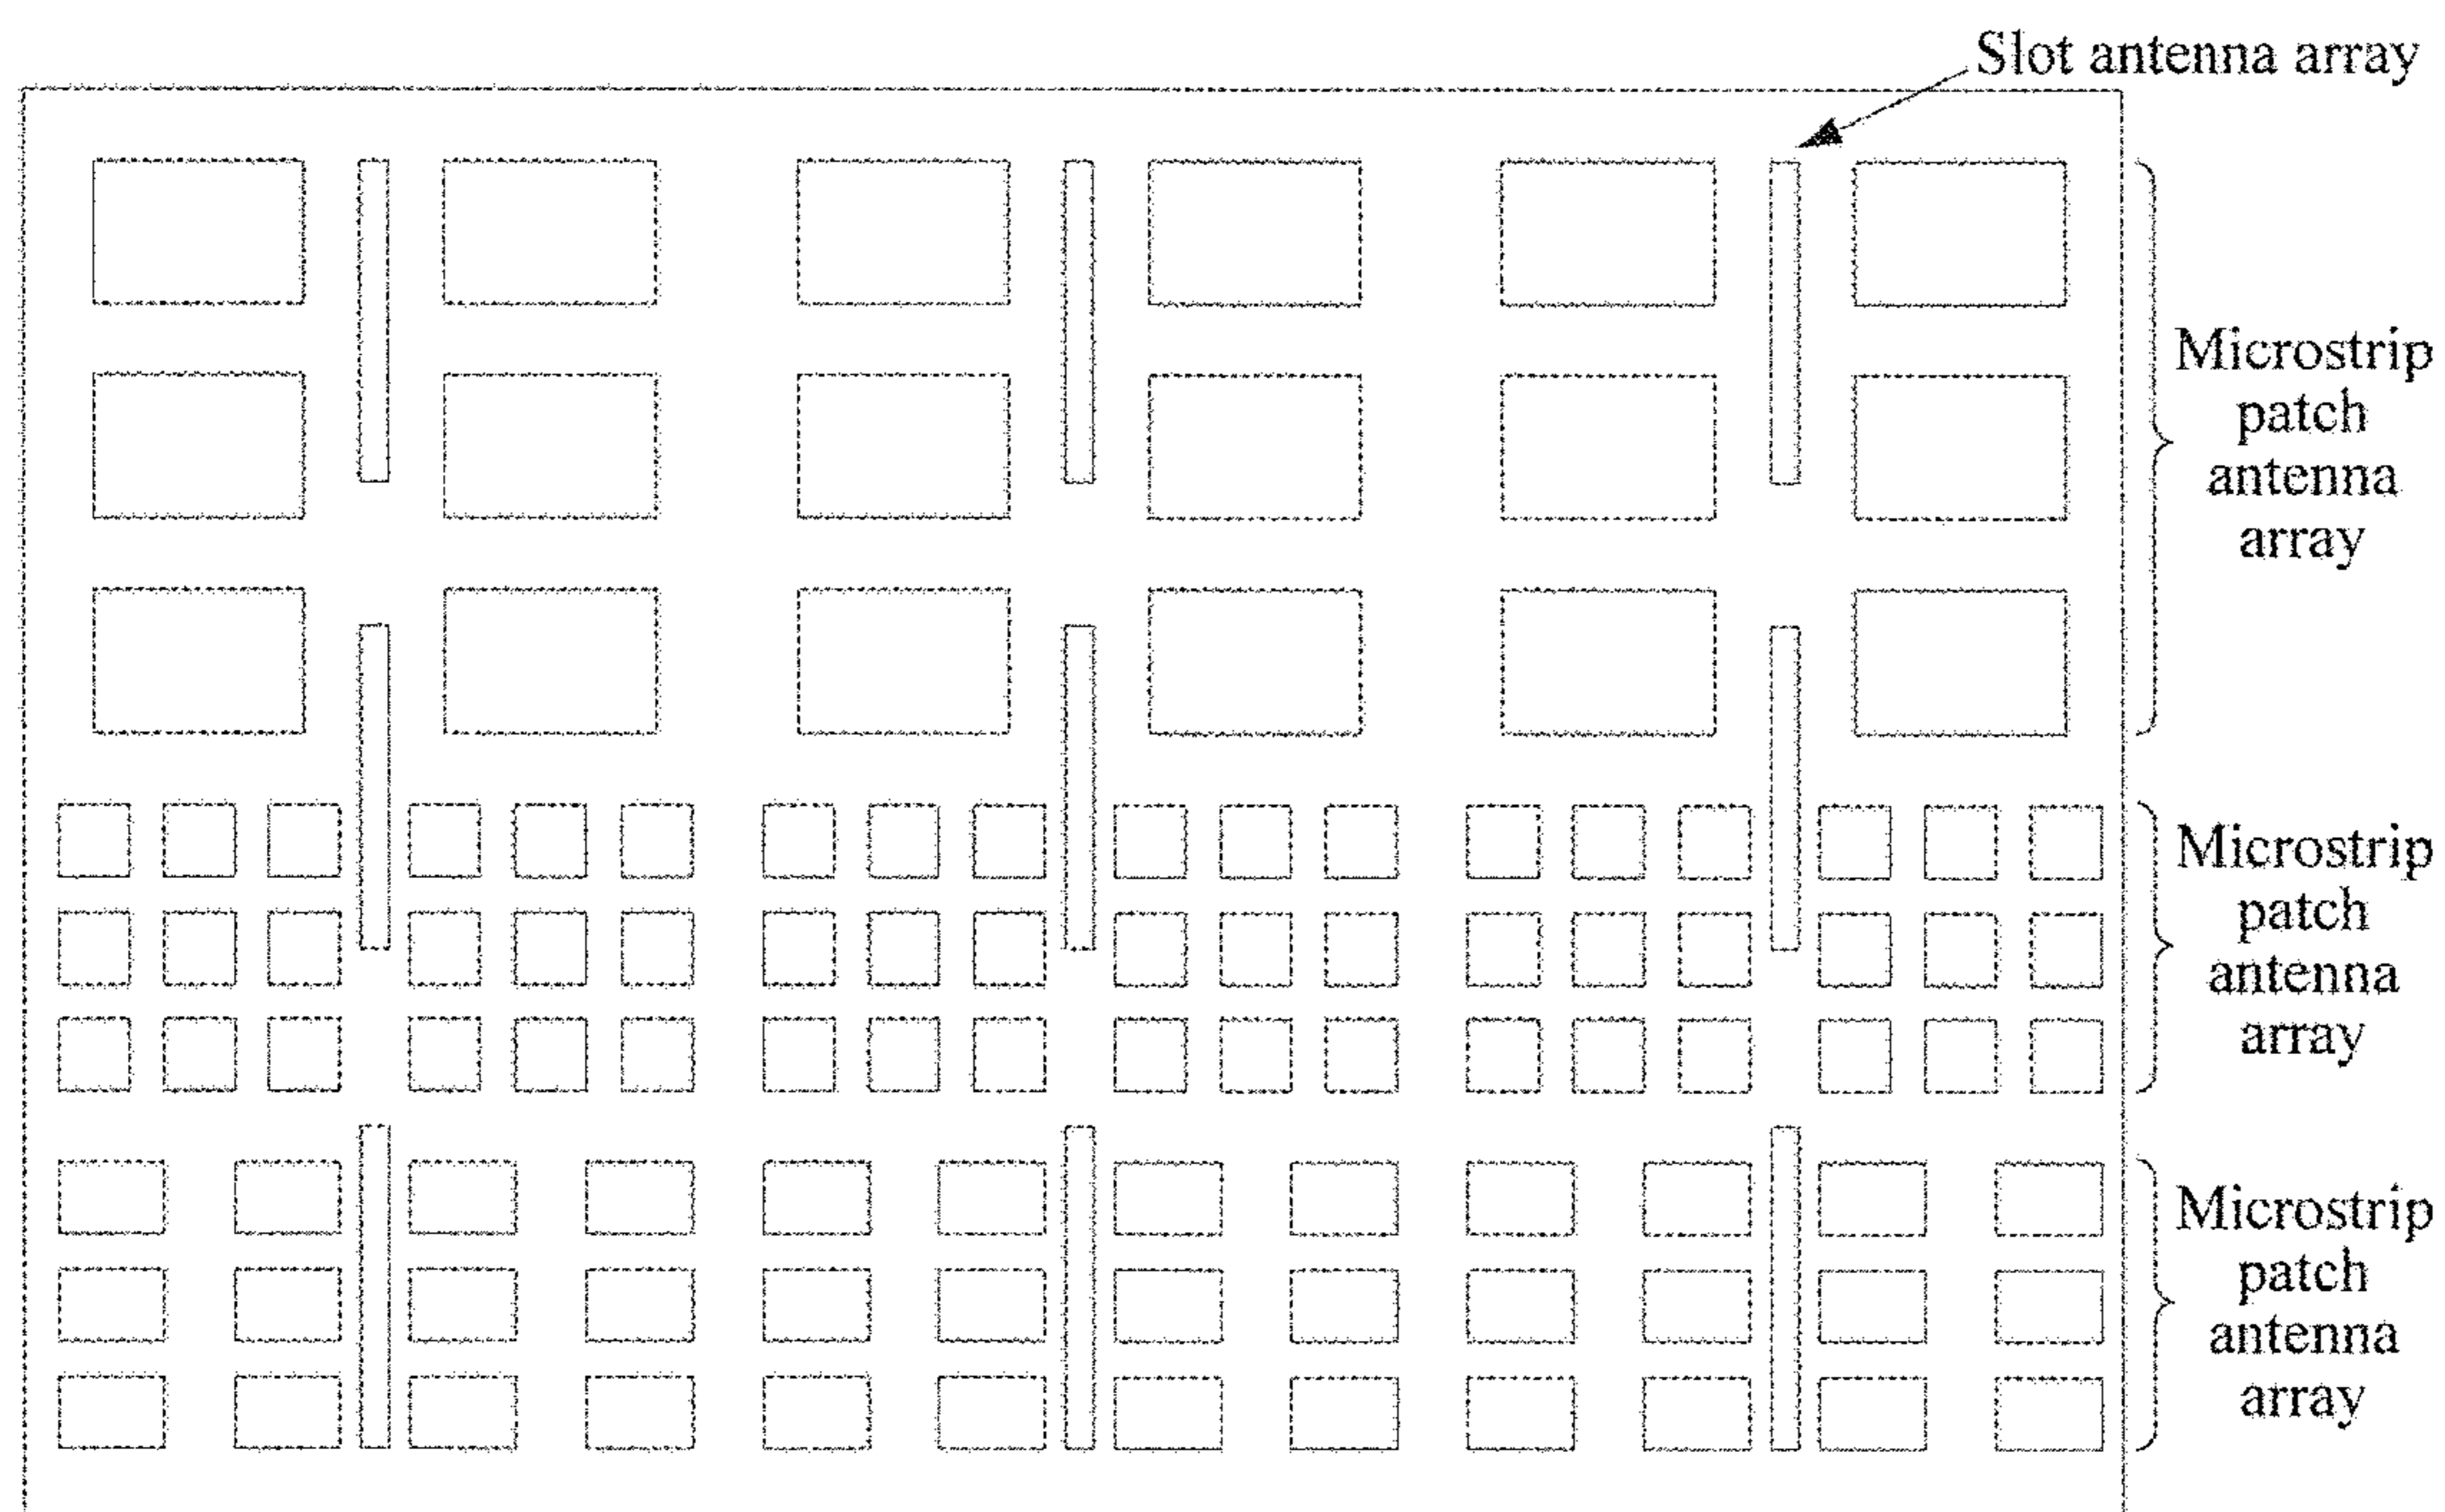 Slot antenna array
Microstrip
patch
antenna
array
Microstrip
patch
antenna
array
Microstrip
patch
antenna
array